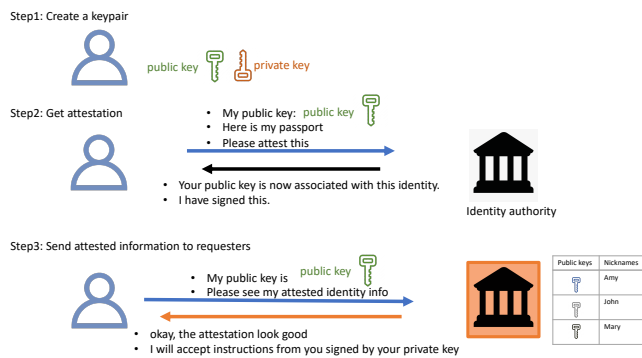 Step1: Create a keypair
public key
private key
Step2: Get attestation
• My public key: public key
• Here is my passport
• Please attest this
• Your public key is now associated with this identity.
• I have signed this.
Identity authority
Step3: Send attested information to requesters
• My public key is public key
• Please see my attested identity info
• okay, the attestation look good
• I will accept instructions from you signed by your private key
Public keys Nicknames
Amy
John
Mary